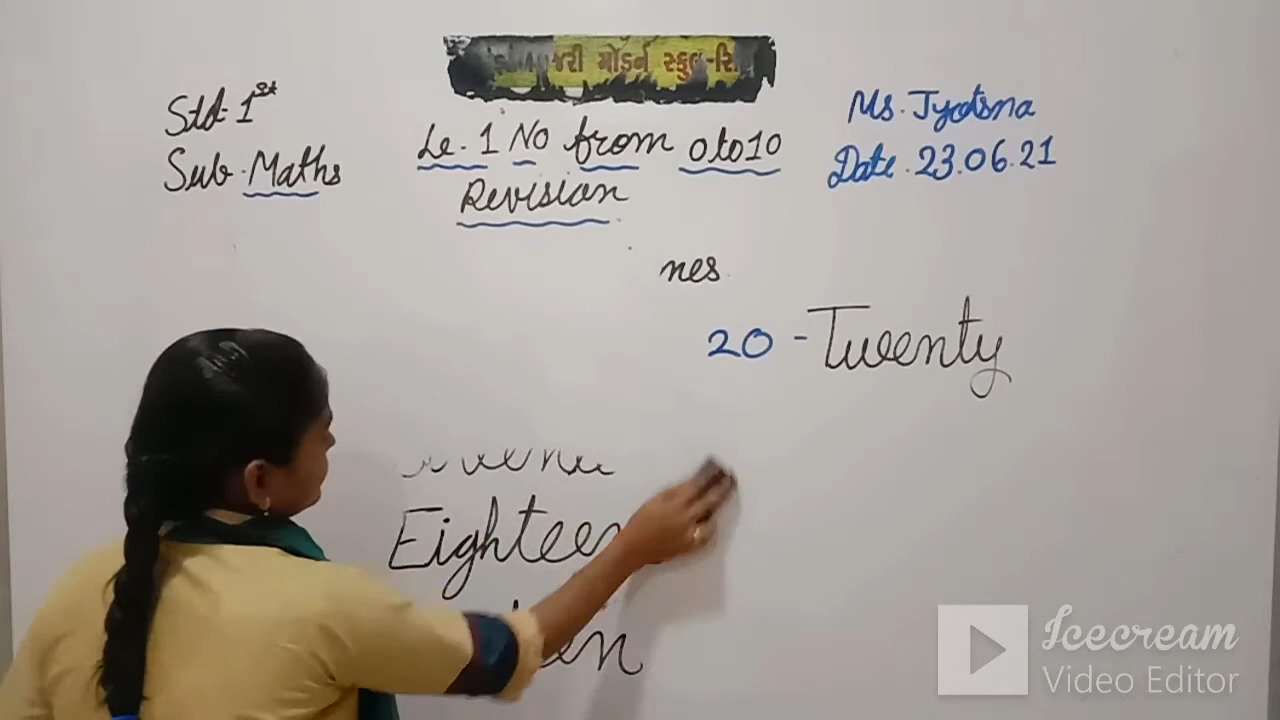 મોડર્ન સ્કુલ
Std-1st
Sub-Maths
Le. 1 No from 0 to 10
Revision
Ms. Jyotsna
Date. 23.06.21
nes
20 - Twenty
Eighteen
Icecream
Video Editor